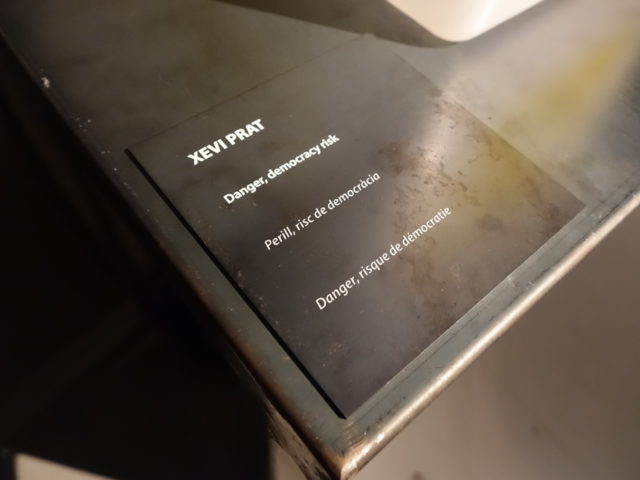 XEVI PRAT
Danger, democracy risk
Perill, risc de democràcia
Danger, risque de démocratie